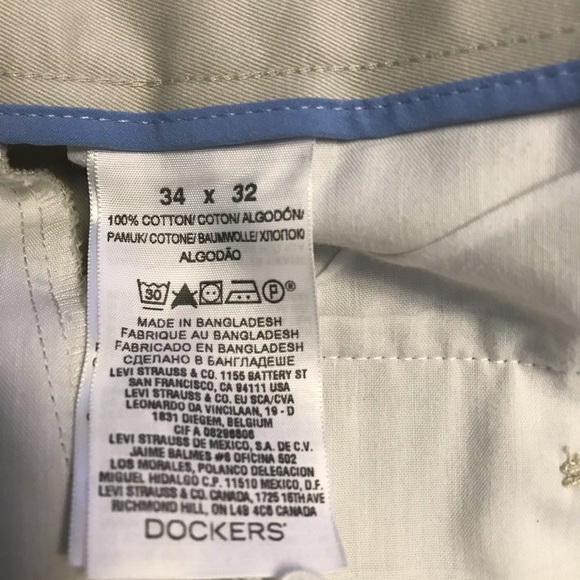 34 x 32
100% COTTON/ COTON/ ALGODÓN/
PAMUK/ COTONE/ BAUMWOLLE/ ХЛОПОК/
ALGODÃO
30 P ®
MADE IN BANGLADESH
FABRIQUE AU BANGLADESH
FABRICADO EN BANGLADESH
СДЕЛАНО В БАНГЛАДЕШЕ
LEVI STRAUSS & CO. 1155 BATTERY ST
SAN FRANCISCO, CA 94111 USA
LEVI STRAUSS & CO. EU SCA/CVA
LEONARDO DA VINCILAAN, 19 - D
1831 DIEGEM, BELGIUM
CIF A 08296806
LEVI STRAUSS DE MEXICO, S.A. DE C.V.
JAIME BALMES #8 OFICINA 502
LOS MORALES, POLANCO DELEGACION
MIGUEL HIDALGO C.P. 11510 MEXICO, D.F.
LEVI STRAUSS & CO. CANADA, 1725 16TH AVE
RICHMOND HILL, ON L4B 4C6 CANADA
DOCKERS®